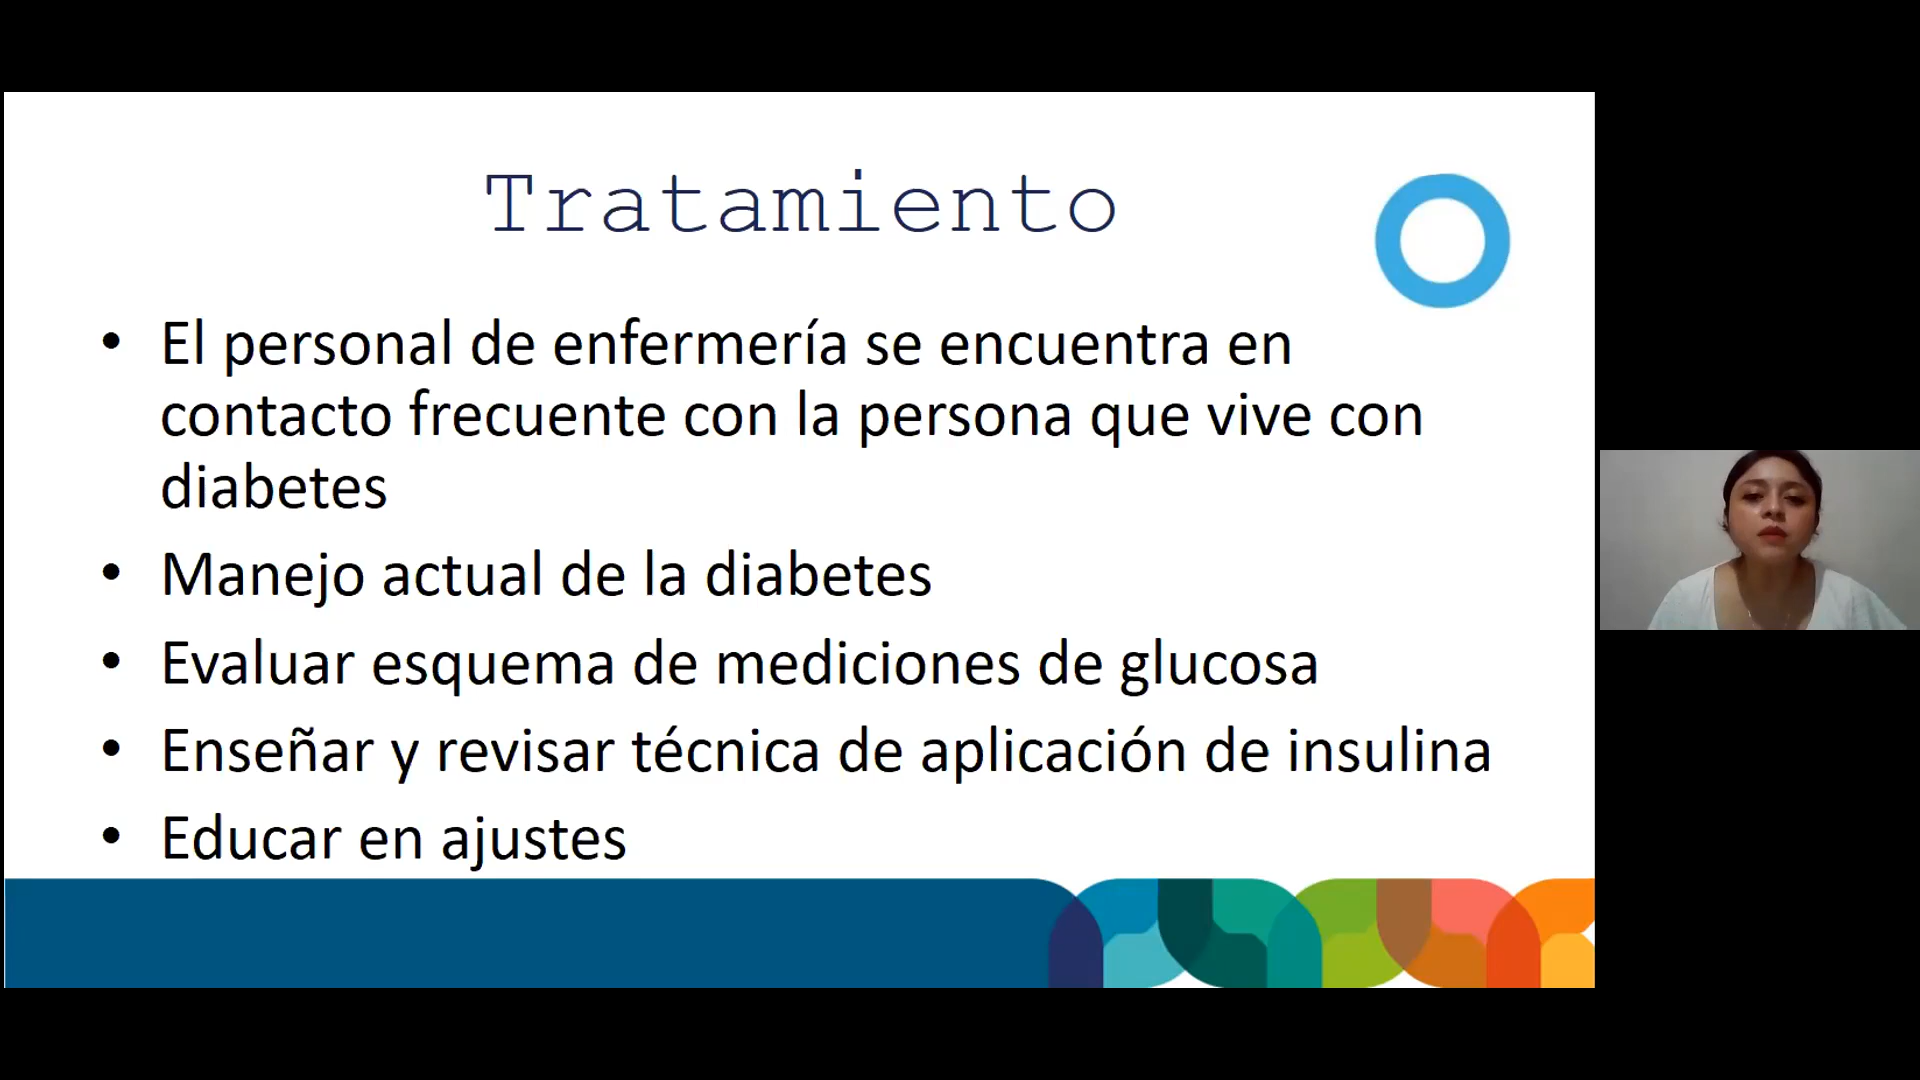 Tratamiento
• El personal de enfermería se encuentra en
contacto frecuente con la persona que vive con
diabetes
• Manejo actual de la diabetes
• Evaluar esquema de mediciones de glucosa
• Enseñar y revisar técnica de aplicación de insulina
• Educar en ajustes